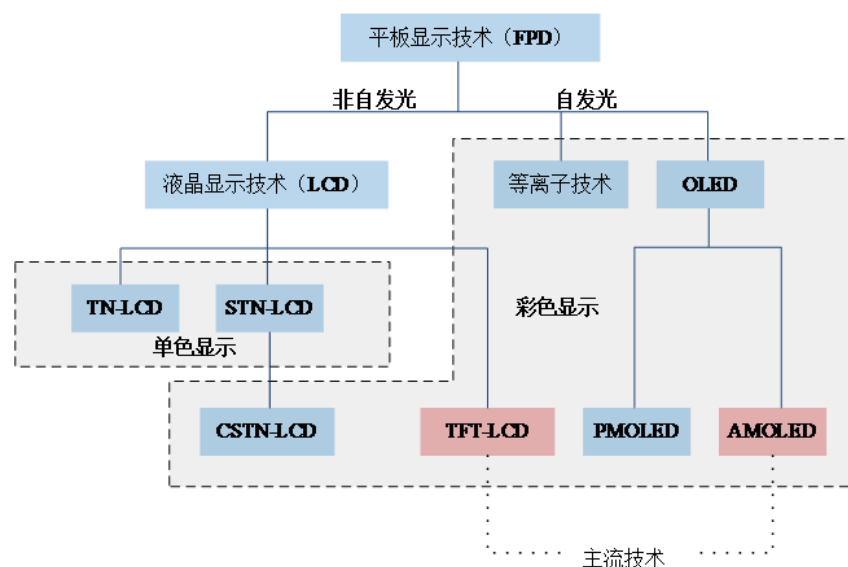 平板显示技术（FPD）
非自发光
自发光
液晶显示技术（LCD）
等离子技术
OLED
TN-LCD
STN-LCD
彩色显示
单色显示
CSTN-LCD
TFT-LCD
PMOLED
AMOLED
主流技术